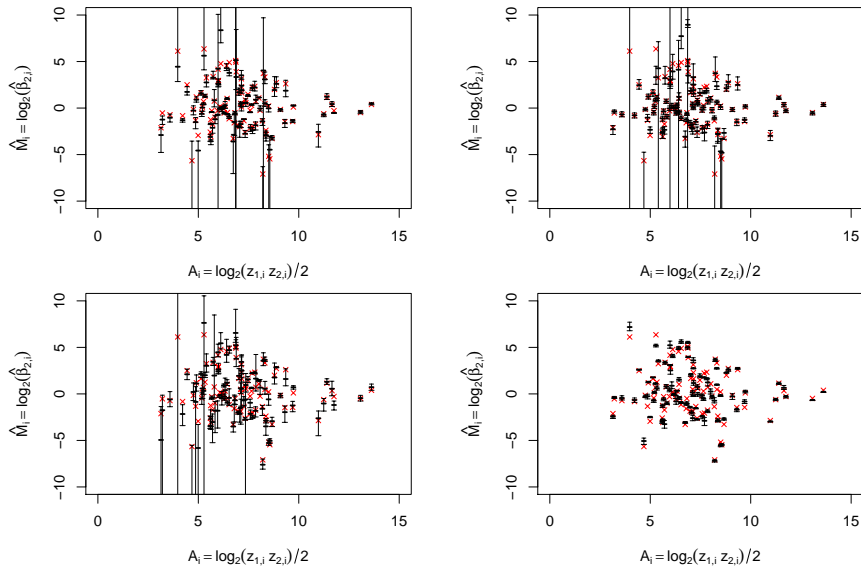 10
5
0
−5
−10
M̂ᵢ = log₂(β̂₂,ᵢ)
0 5 10 15
Aᵢ = log₂(z₁,ᵢ z₂,ᵢ)/2
10
5
0
−5
−10
M̂ᵢ = log₂(β̂₂,ᵢ)
0 5 10 15
Aᵢ = log₂(z₁,ᵢ z₂,ᵢ)/2
10
5
0
−5
−10
M̂ᵢ = log₂(β̂₂,ᵢ)
0 5 10 15
Aᵢ = log₂(z₁,ᵢ z₂,ᵢ)/2
10
5
0
−5
−10
M̂ᵢ = log₂(β̂₂,ᵢ)
0 5 10 15
Aᵢ = log₂(z₁,ᵢ z₂,ᵢ)/2